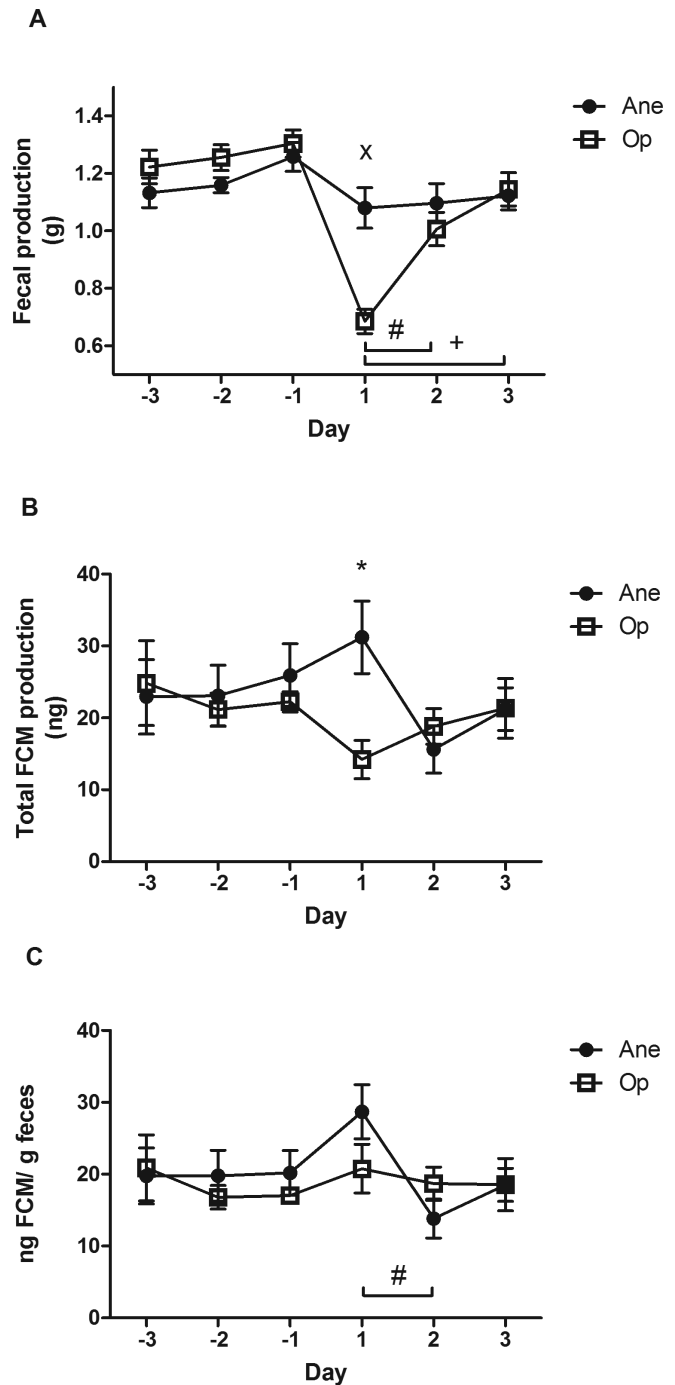 A
Fecal production
(g)
1.4
1.2
1.0
0.8
0.6
x
#
+
-3 -2 -1 1 2 3
Day
Ane
Op
B
Total FCM production
(ng)
40
30
20
10
0
*
-3 -2 -1 1 2 3
Day
Ane
Op
C
ng FCM/ g feces
40
30
20
10
0
#
-3 -2 -1 1 2 3
Day
Ane
Op